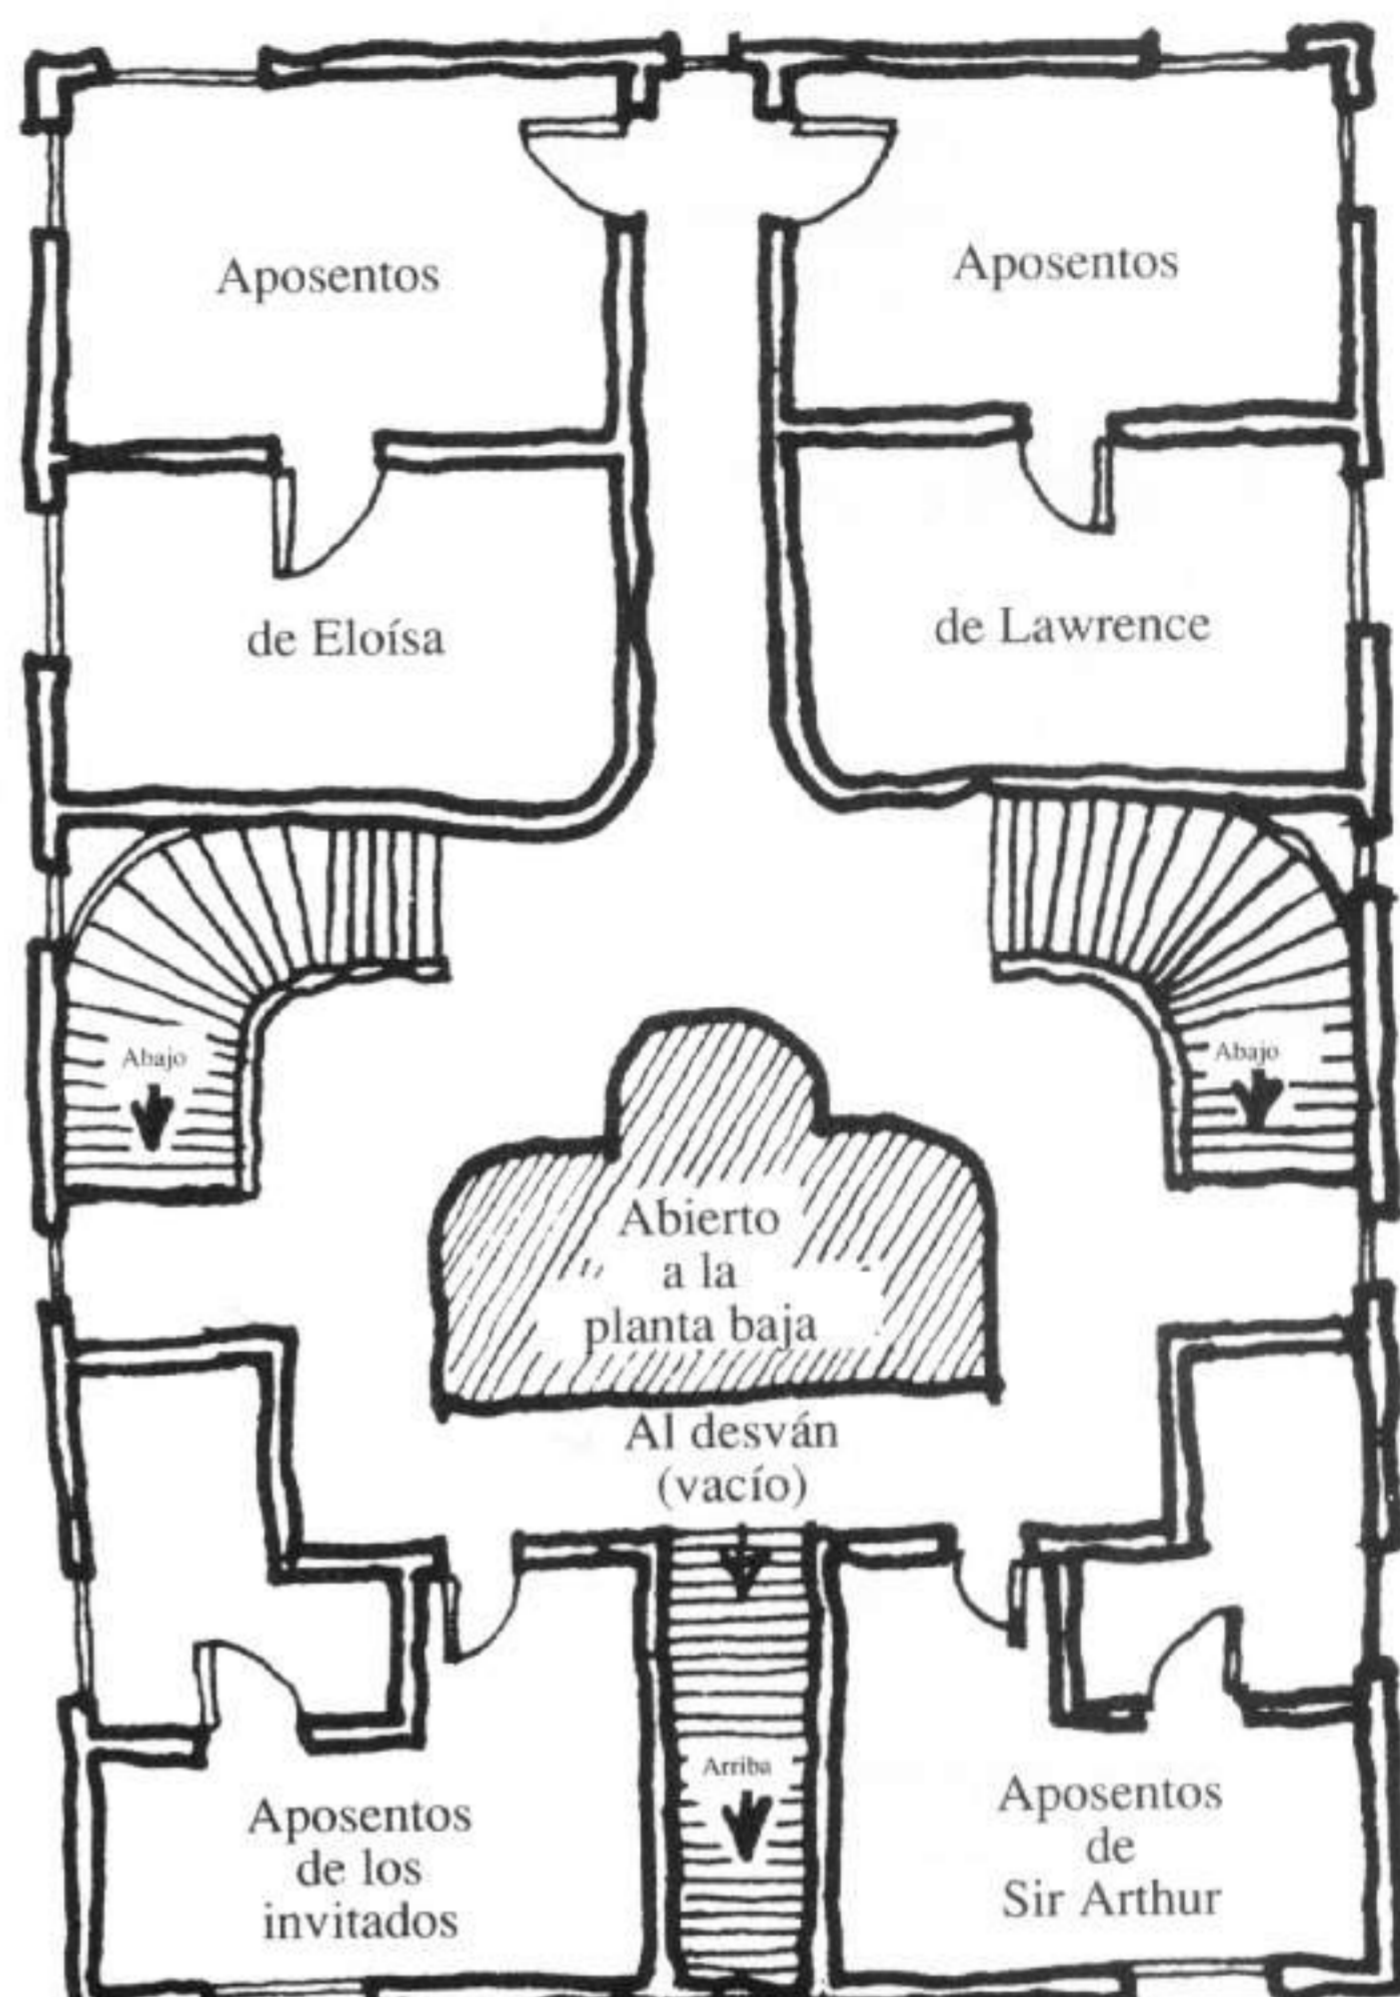 Aposentos
Aposentos
de Eloísa
de Lawrence
Abajo
Abajo
Abierto
a la
planta baja
Al desván
(vacío)
Arriba
Aposentos
de los
invitados
Aposentos
de
Sir Arthur